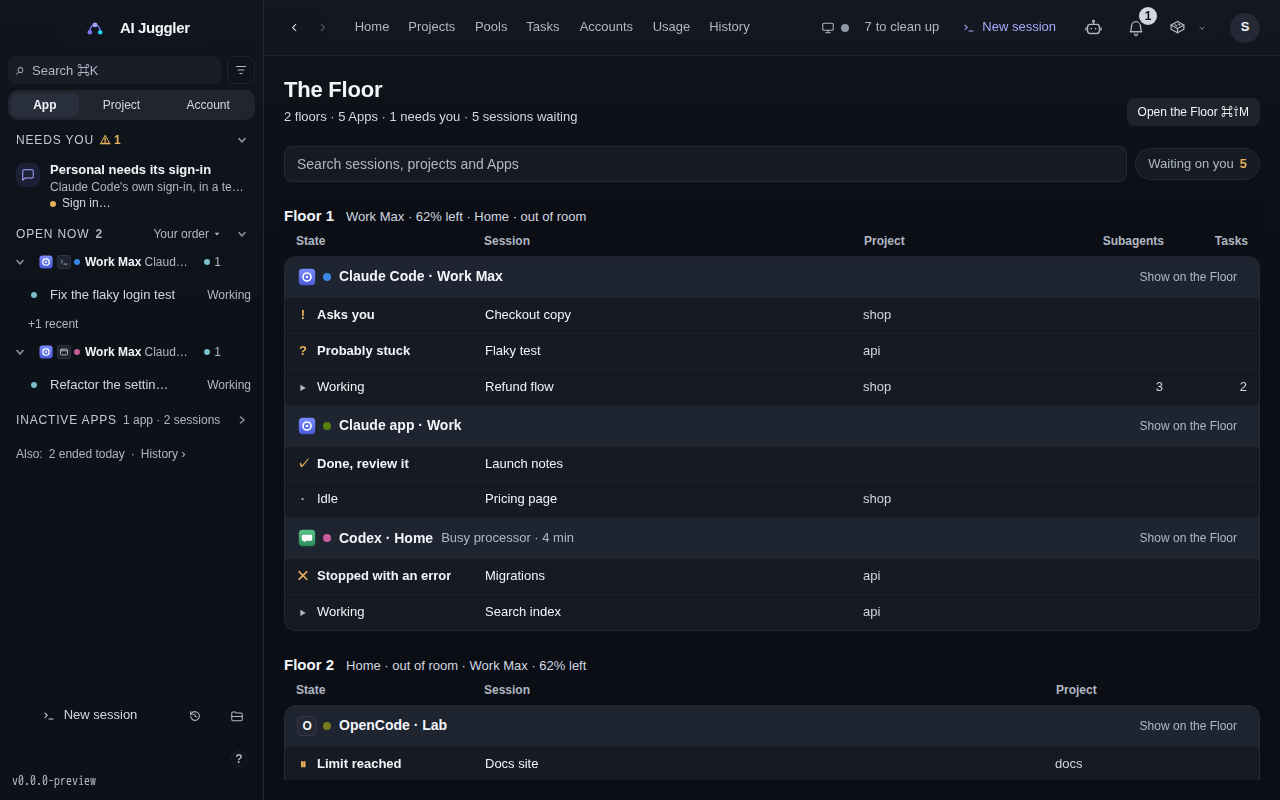 AI Juggler
Search ⌘K
App Project Account
NEEDS YOU 1
Personal needs its sign-in
Claude Code's own sign-in, in a te…
Sign in…
OPEN NOW 2 Your order
Work Max Claud… 1
Fix the flaky login test Working
+1 recent
Work Max Claud… 1
Refactor the settin… Working
INACTIVE APPS 1 app · 2 sessions
Also: 2 ended today · History ›
New session
?
v0.0.0-preview
Home Projects Pools Tasks Accounts Usage History 7 to clean up New session 1 S
The Floor
2 floors · 5 Apps · 1 needs you · 5 sessions waiting
Open the Floor ⌘⇧M
Search sessions, projects and Apps
Waiting on you 5
Floor 1 Work Max · 62% left · Home · out of room
State Session Project Subagents Tasks
Claude Code · Work Max Show on the Floor
! Asks you Checkout copy shop
? Probably stuck Flaky test api
Working Refund flow shop 3 2
Claude app · Work Show on the Floor
✓ Done, review it Launch notes
· Idle Pricing page shop
Codex · Home Busy processor · 4 min Show on the Floor
✕ Stopped with an error Migrations api
Working Search index api
Floor 2 Home · out of room · Work Max · 62% left
State Session Project
O OpenCode · Lab Show on the Floor
Limit reached Docs site docs